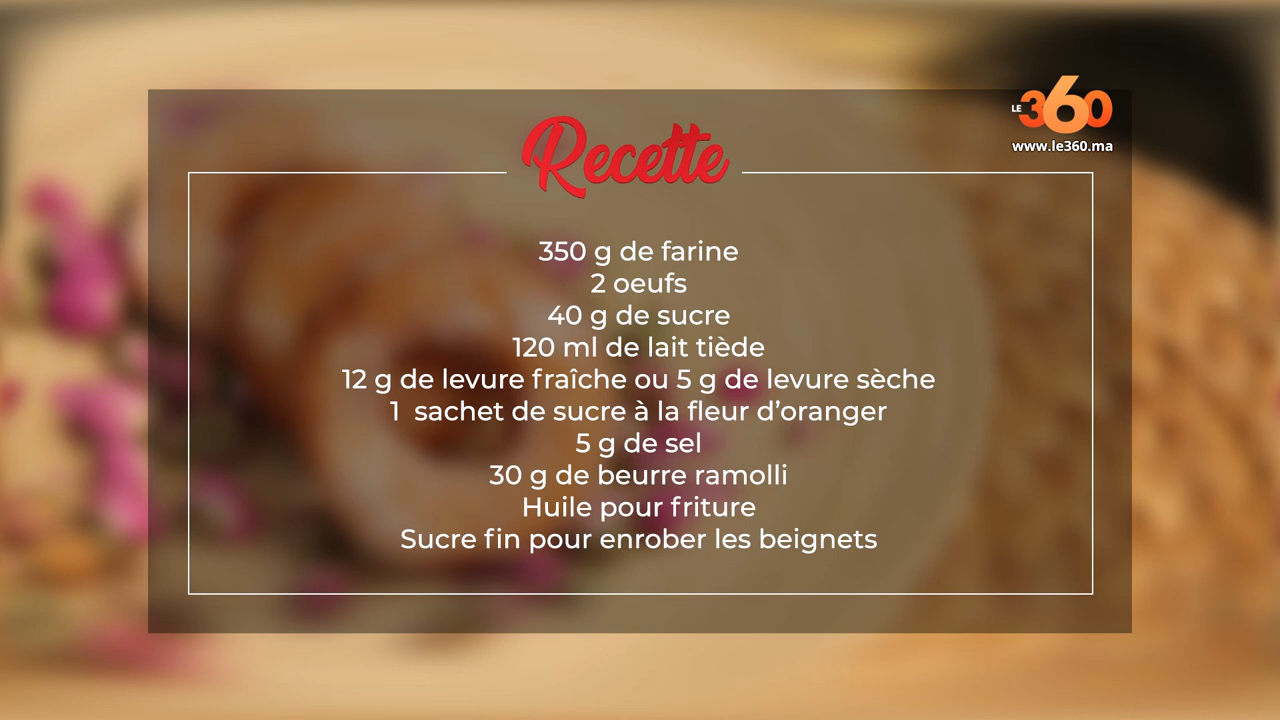 LE 360
www.le360.ma
Recette
350 g de farine
2 oeufs
40 g de sucre
120 ml de lait tiède
12 g de levure fraîche ou 5 g de levure sèche
1 sachet de sucre à la fleur d’oranger
5 g de sel
30 g de beurre ramolli
Huile pour friture
Sucre fin pour enrober les beignets